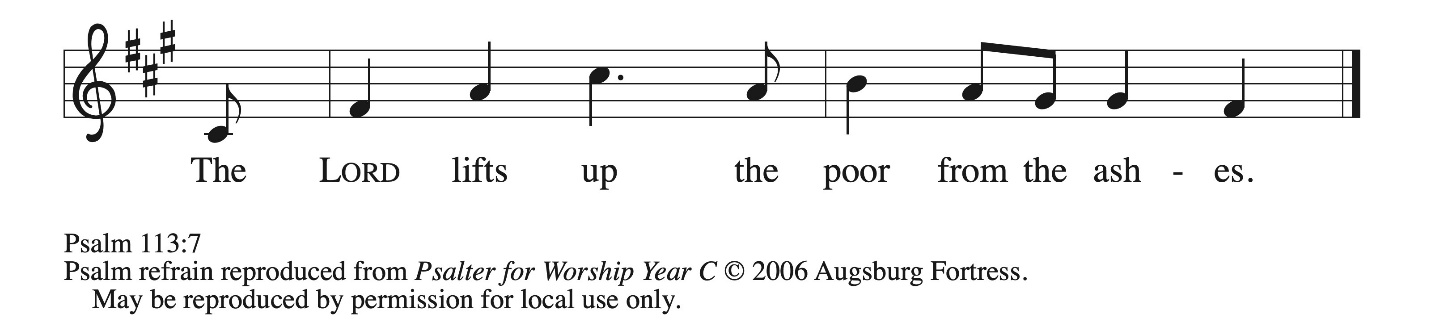 The LORD lifts up the poor from the ash - es.
Psalm 113:7
Psalm refrain reproduced from Psalter for Worship Year C © 2006 Augsburg Fortress.
May be reproduced by permission for local use only.